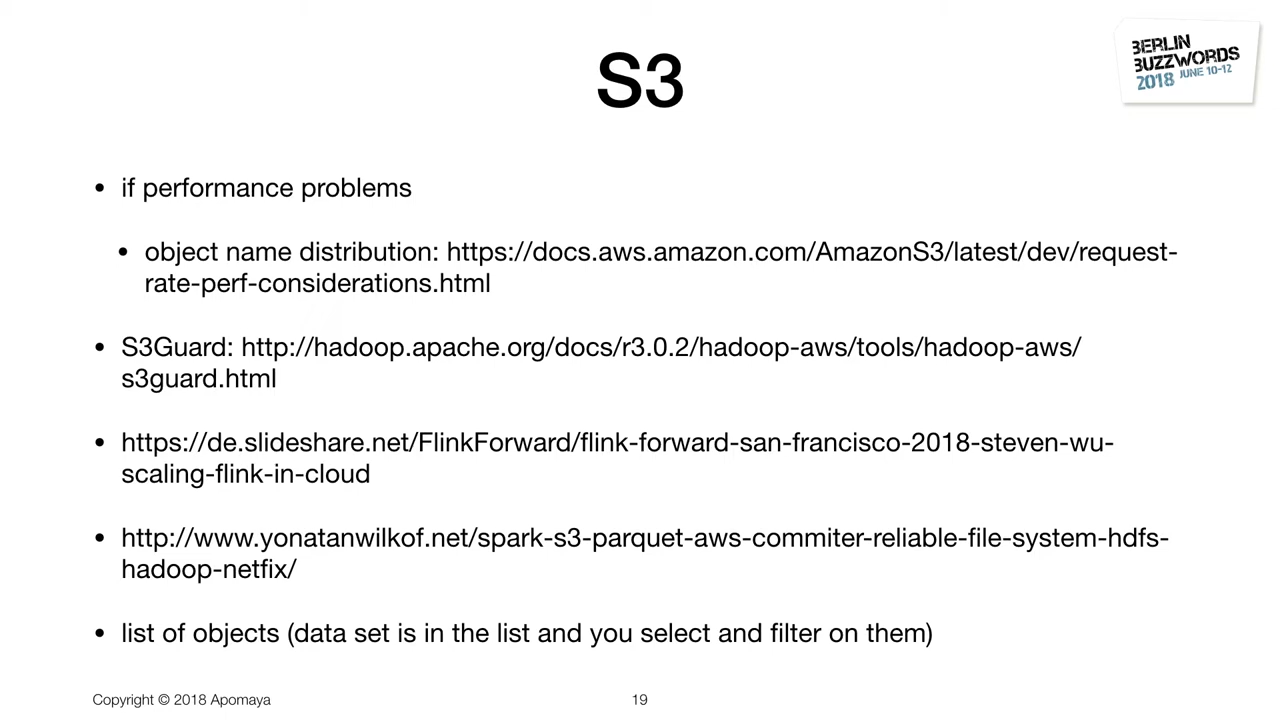 BERLIN
BUZZWORDS
2018 JUNE 10-12
S3
• if performance problems
• object name distribution: https://docs.aws.amazon.com/AmazonS3/latest/dev/request-
rate-perf-considerations.html
• S3Guard: http://hadoop.apache.org/docs/r3.0.2/hadoop-aws/tools/hadoop-aws/
s3guard.html
• https://de.slideshare.net/FlinkForward/flink-forward-san-francisco-2018-steven-wu-
scaling-flink-in-cloud
• http://www.yonatanwilkof.net/spark-s3-parquet-aws-commiter-reliable-file-system-hdfs-
hadoop-netfix/
• list of objects (data set is in the list and you select and filter on them)
Copyright © 2018 Apomaya
19